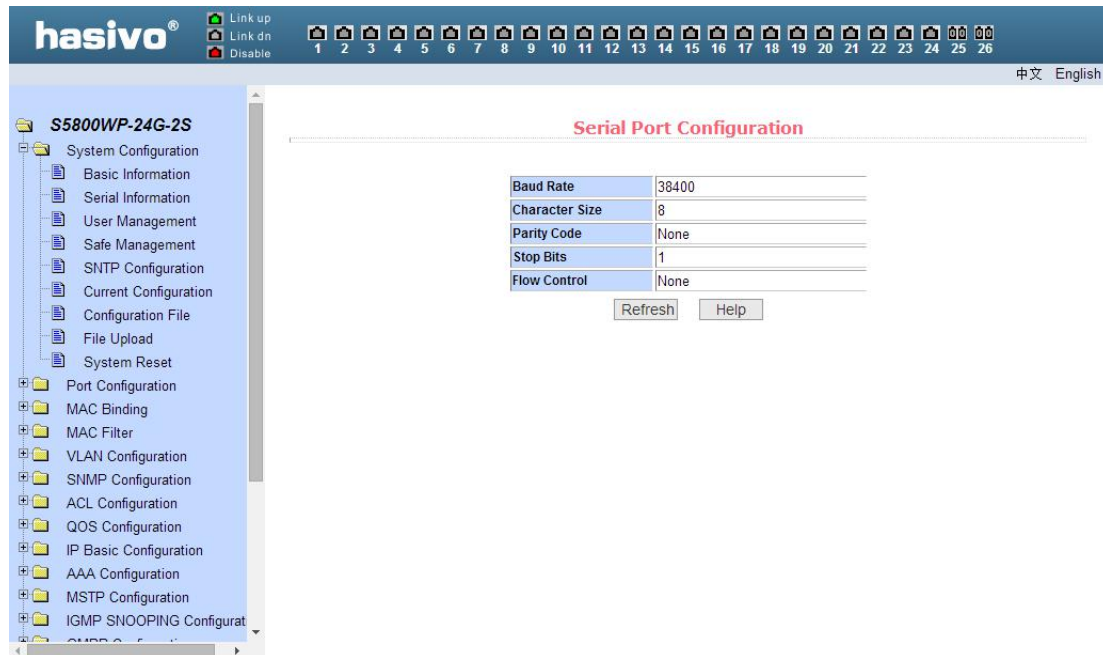 hasivo®
Link up
Link dn
Disable
1 2 3 4 5 6 7 8 9 10 11 12 13 14 15 16 17 18 19 20 21 22 23 24 25 26
中文 English
S5800WP-24G-2S
System Configuration
Basic Information
Serial Information
User Management
Safe Management
SNTP Configuration
Current Configuration
Configuration File
File Upload
System Reset
Port Configuration
MAC Binding
MAC Filter
VLAN Configuration
SNMP Configuration
ACL Configuration
QOS Configuration
IP Basic Configuration
AAA Configuration
MSTP Configuration
IGMP SNOOPING Configurat
Serial Port Configuration
Baud Rate 38400
Character Size 8
Parity Code None
Stop Bits 1
Flow Control None
Refresh Help